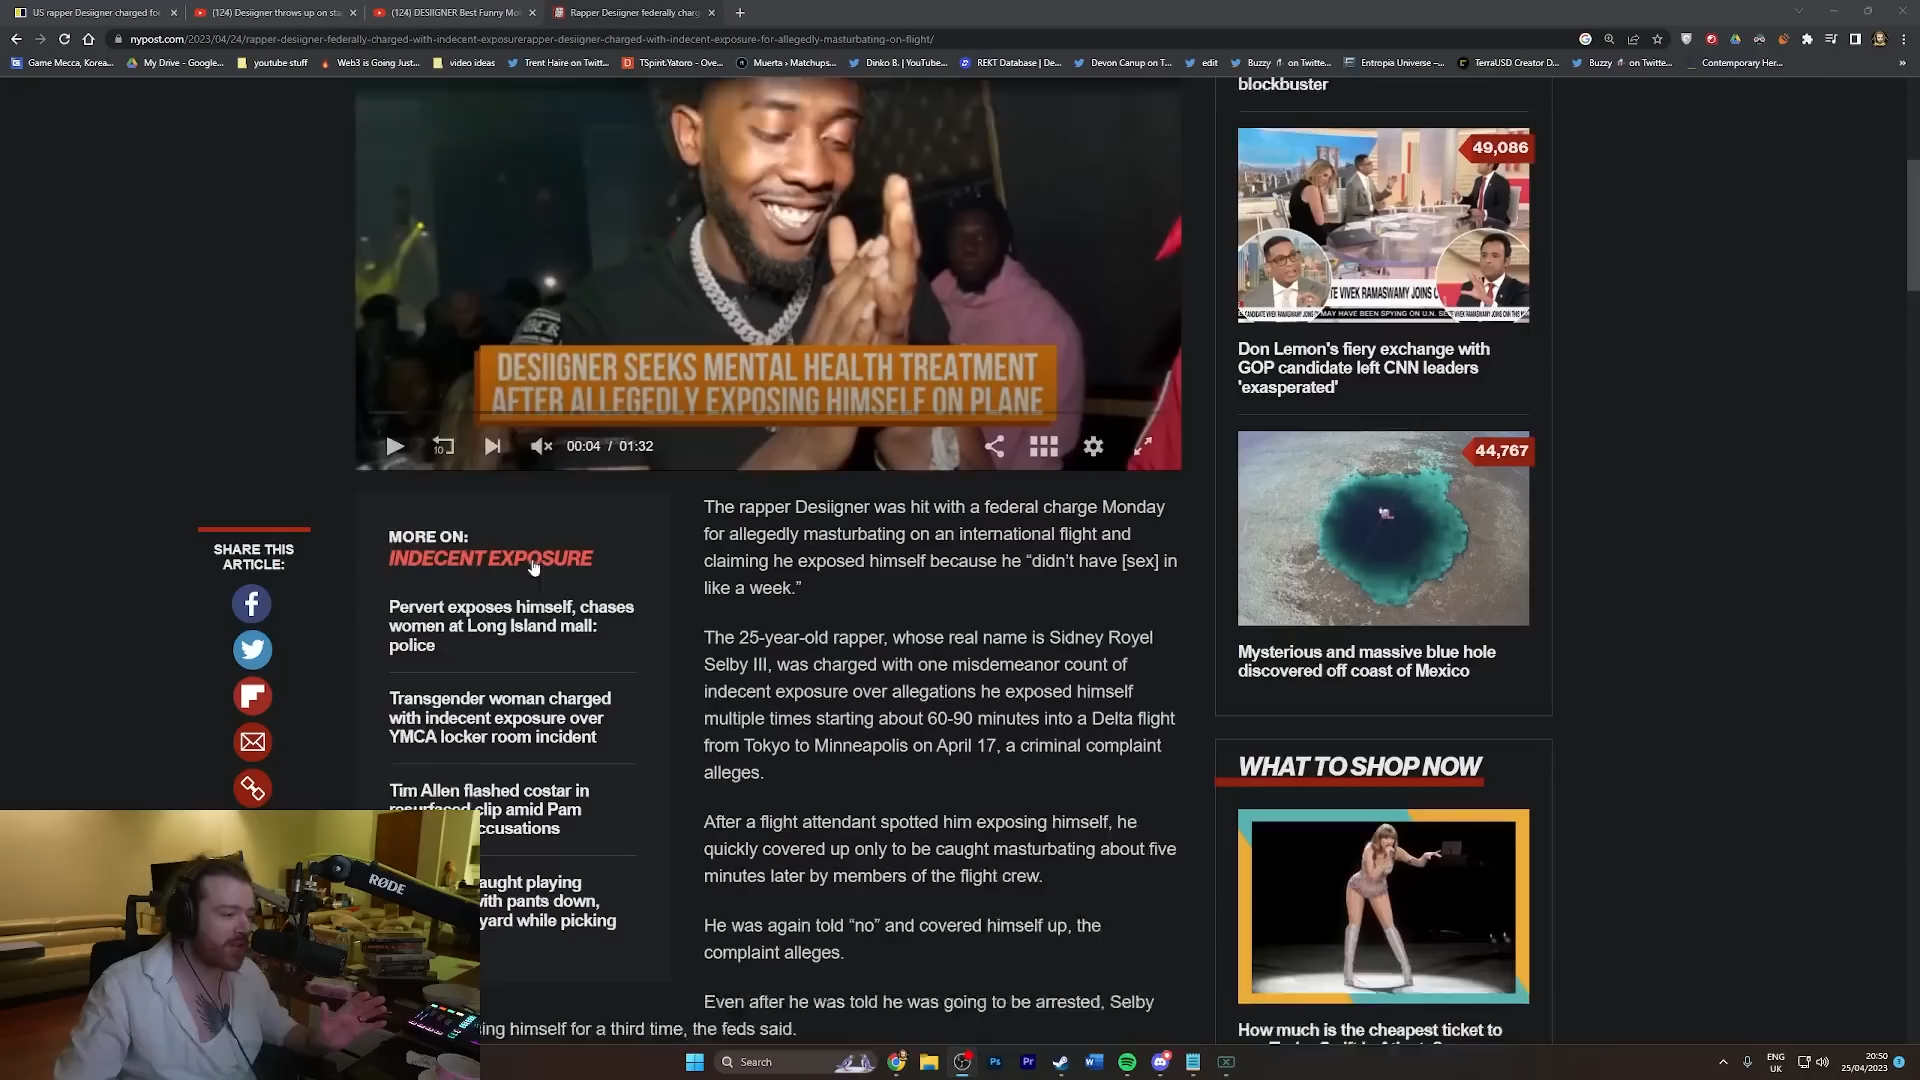 US rapper Desiigner charged for
(124) Desiigner throws up on sta
(124) DESIIGNER Best Funny Mo
Rapper Desiigner federally charg
nypost.com/2023/04/24/rapper-desiigner-federally-charged-with-indecent-exposurerapper-desiigner-charged-with-indecent-exposure-for-allegedly-masturbating-on-flight/
Game Mecca, Korea...
My Drive - Google...
youtube stuff
Web3 is Going Just...
video ideas
Trent Haire on Twitt...
TSpirit.Yatoro - Ove...
Muerta › Matchups...
Dinko B. | YouTube...
REKT Database | De...
Devon Canup on T...
edit
Buzzy on Twitte...
Entropia Universe –...
TerraUSD Creator D...
Buzzy on Twitte...
Contemporary Her...
»
DESIIGNER SEEKS MENTAL HEALTH TREATMENT
AFTER ALLEGEDLY EXPOSING HIMSELF ON PLANE
10
00:04 / 01:32
SHARE THIS
ARTICLE:
MORE ON:
INDECENT EXPOSURE
Pervert exposes himself, chases
women at Long Island mall:
police
Transgender woman charged
with indecent exposure over
YMCA locker room incident
Tim Allen flashed costar in
resurfaced clip amid Pam
ccusations
aught playing
vith pants down,
yard while picking
The rapper Desiigner was hit with a federal charge Monday
for allegedly masturbating on an international flight and
claiming he exposed himself because he “didn’t have [sex] in
like a week.”
The 25-year-old rapper, whose real name is Sidney Royel
Selby III, was charged with one misdemeanor count of
indecent exposure over allegations he exposed himself
multiple times starting about 60-90 minutes into a Delta flight
from Tokyo to Minneapolis on April 17, a criminal complaint
alleges.
After a flight attendant spotted him exposing himself, he
quickly covered up only to be caught masturbating about five
minutes later by members of the flight crew.
He was again told “no” and covered himself up, the
complaint alleges.
Even after he was told he was going to be arrested, Selby
ing himself for a third time, the feds said.
blockbuster
49,086
TE VIVEK RAMASWAMY JOINS C
MAY HAVE BEEN SPYING ON U.N. SE
Don Lemon's fiery exchange with
GOP candidate left CNN leaders
'exasperated'
44,767
Mysterious and massive blue hole
discovered off coast of Mexico
WHAT TO SHOP NOW
How much is the cheapest ticket to
RØDE
Search
Ps
Pr
W
ENG
UK
20:50
25/04/2023
3